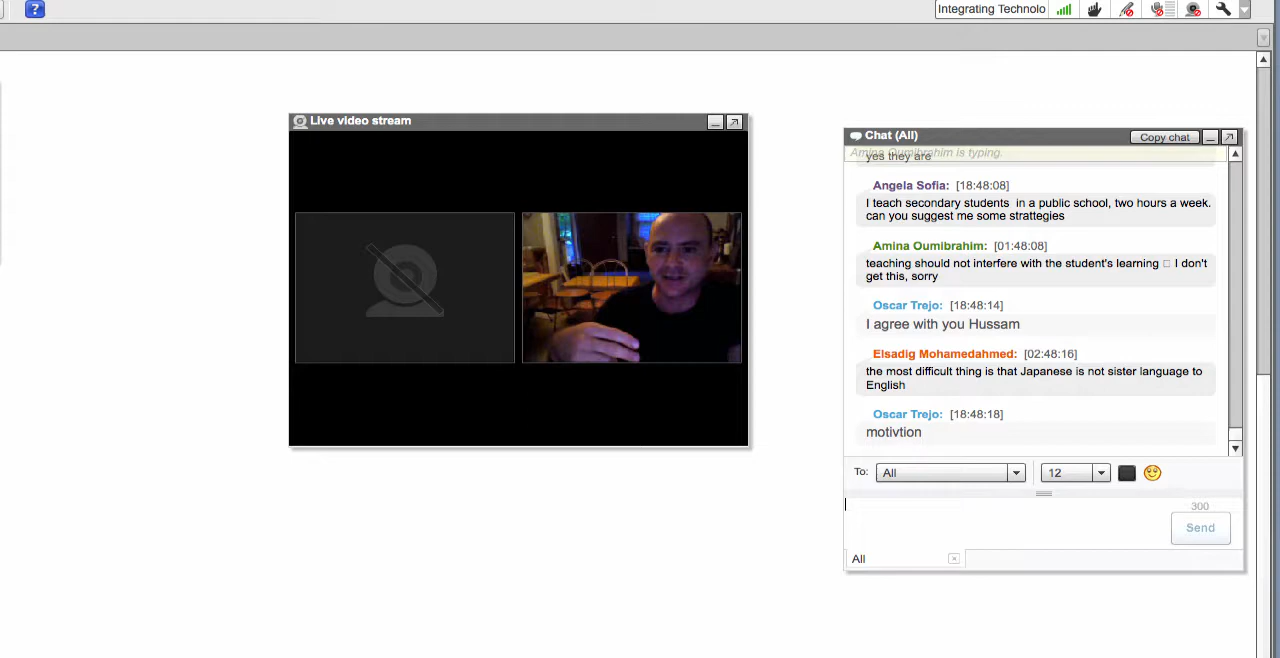 ?
Integrating Technolo
Live video stream
Chat (All)
Copy chat
Amina Oumibrahim is typing.
yes they are
Angela Sofia: [18:48:08]
I teach secondary students in a public school, two hours a week.
can you suggest me some strattegies
Amina Oumibrahim: [01:48:08]
teaching should not interfere with the student's learning □ I don't
get this, sorry
Oscar Trejo: [18:48:14]
I agree with you Hussam
Elsadig Mohamedahmed: [02:48:16]
the most difficult thing is that Japanese is not sister language to
English
Oscar Trejo: [18:48:18]
motivtion
To: All 12
300
Send
All